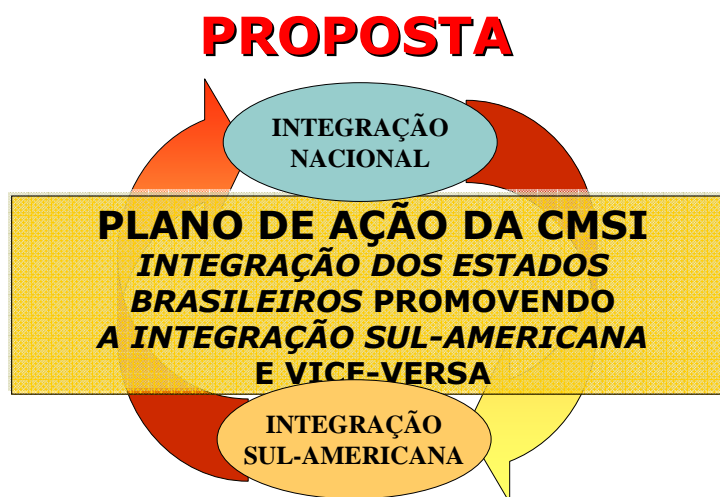 PROPOSTA
INTEGRAÇÃO
NACIONAL
PLANO DE AÇÃO DA CMSI
INTEGRAÇÃO DOS ESTADOS
BRASILEIROS PROMOVENDO
A INTEGRAÇÃO SUL-AMERICANA
E VICE-VERSA
INTEGRAÇÃO
SUL-AMERICANA